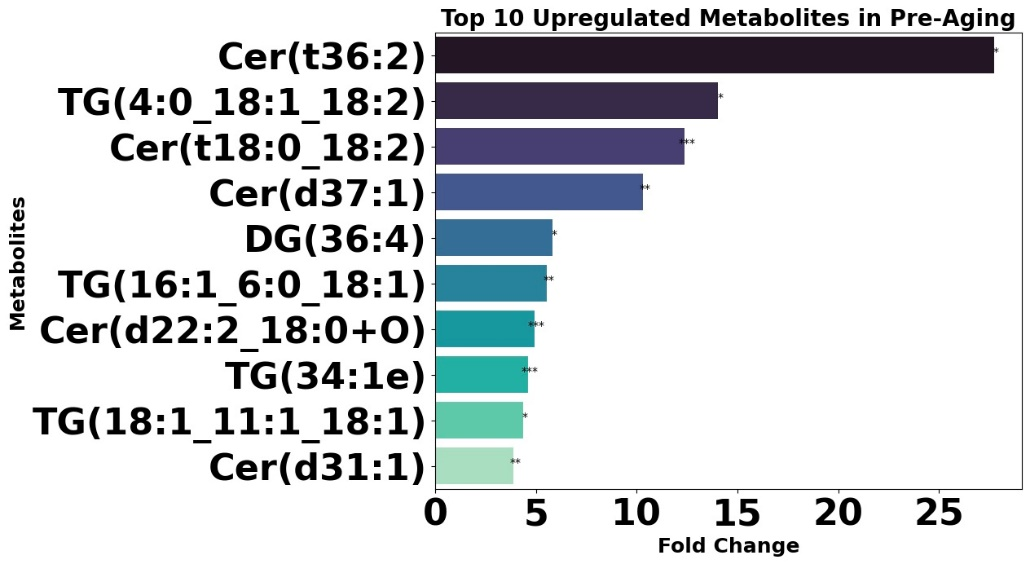 Top 10 Upregulated Metabolites in Pre-Aging
Metabolites
Cer(t36:2) *
TG(4:0_18:1_18:2) *
Cer(t18:0_18:2) ***
Cer(d37:1) **
DG(36:4) *
TG(16:1_6:0_18:1) **
Cer(d22:2_18:0+O) ***
TG(34:1e) ***
TG(18:1_11:1_18:1) *
Cer(d31:1) **
0 5 10 15 20 25
Fold Change